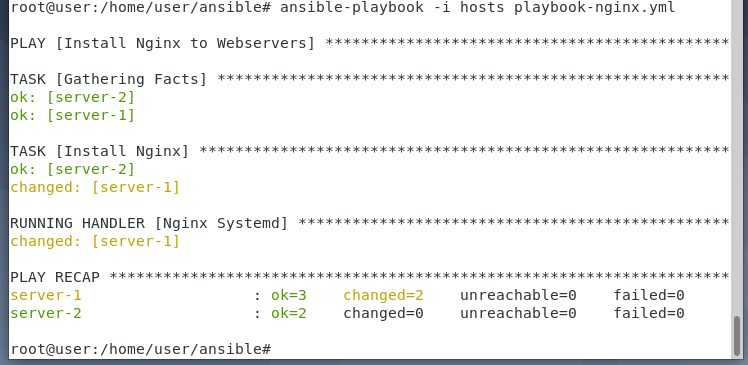 root@user:/home/user/ansible# ansible-playbook -i hosts playbook-nginx.yml
PLAY [Install Nginx to Webservers] *********************************************
TASK [Gathering Facts] *********************************************************
ok: [server-2]
ok: [server-1]
TASK [Install Nginx] ***********************************************************
ok: [server-2]
changed: [server-1]
RUNNING HANDLER [Nginx Systemd] ************************************************
changed: [server-1]
PLAY RECAP *********************************************************************
server-1                   : ok=3    changed=2    unreachable=0    failed=0
server-2                   : ok=2    changed=0    unreachable=0    failed=0
root@user:/home/user/ansible#